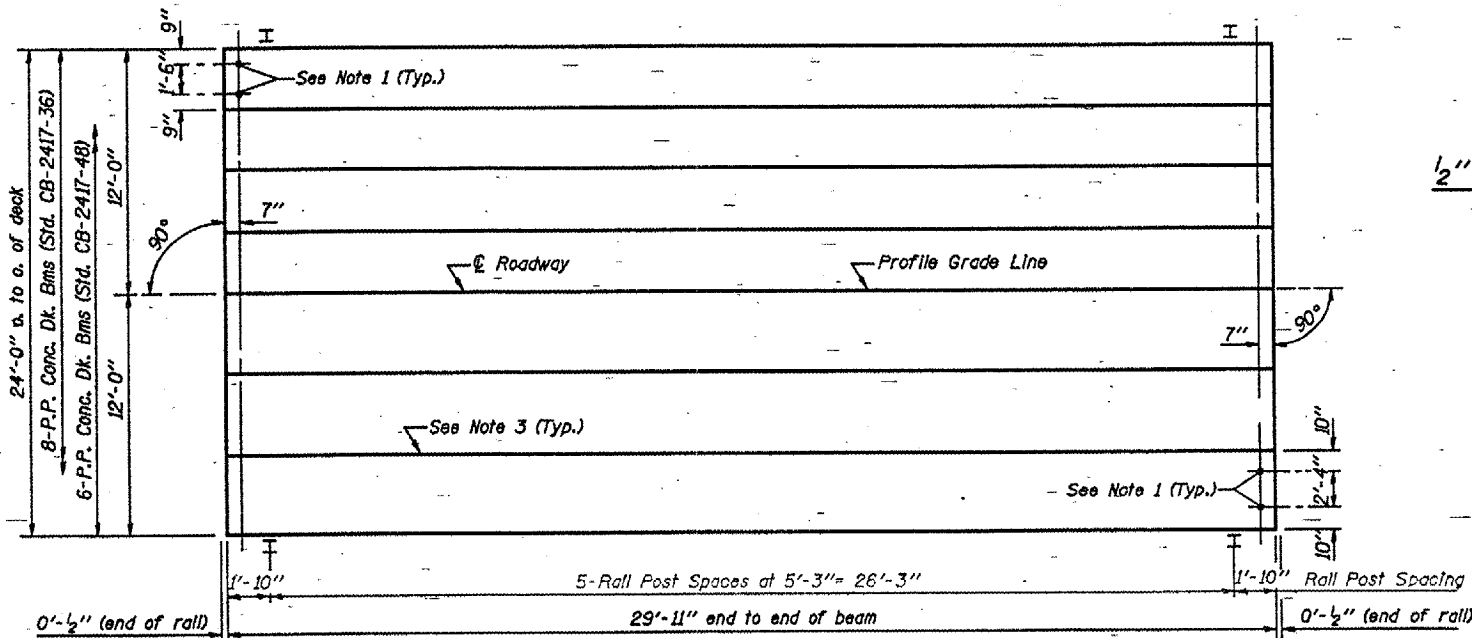 9"
1'-6"
9"
See Note 1 (Typ.)
I
I
24'-0" o. to o. of deck
8-P.P. Conc. Dk. Bms (Std. CB-2417-36)
6-P.P. Conc. Dk. Bms (Std. CB-2417-48)
12'-0"
12'-0"
90°
7"
℄ Roadway
Profile Grade Line
1/2"
7"
90°
See Note 3 (Typ.)
See Note 1 (Typ.)
10"
2'-4"
10"
I
I
1'-10"
5-Rail Post Spaces at 5'-3"= 26'-3"
1'-10"
Rail Post Spacing
0'-1/2" (end of rail)
29'-11" end to end of beam
0'-1/2" (end of rail)